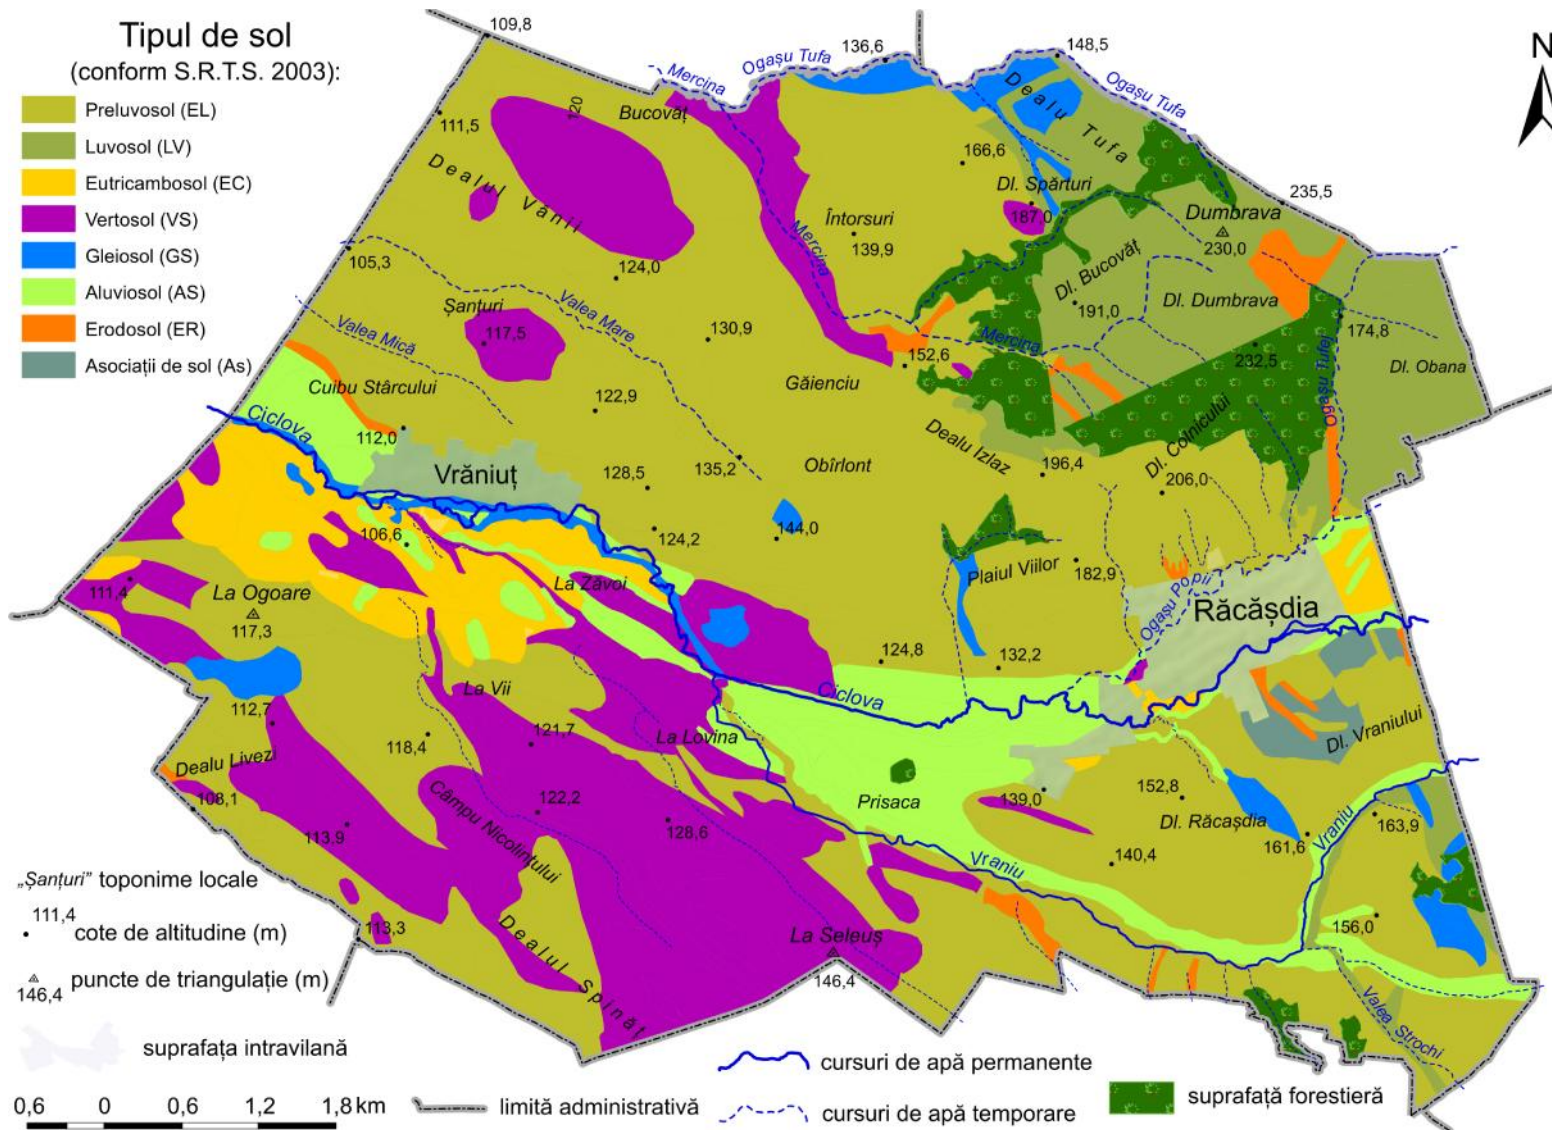 Tipul de sol
(conform S.R.T.S. 2003):
Preluvosol (EL)
Luvosol (LV)
Eutricambosol (EC)
Vertosol (VS)
Gleiosol (GS)
Aluviosol (AS)
Erodosol (ER)
Asociații de sol (As)
109,8
136,6
148,5
N
Ogașu Tufa
Mercina
Ogașu Tufa
Dealu Tufa
120
Bucovăț
111,5
166,6
Dealul Vănii
Dl. Spărturi
187,0
235,5
Dumbrava
230,0
Întorsuri
139,9
Mercina
105,3
124,0
Dl. Bucovăț
191,0
Dl. Dumbrava
Valea Mare
Șanțuri
117,5
Valea Mică
130,9
Mercina
152,6
232,5
174,8
Ogașu Tufei
Dl. Obana
Cuibu Stârcului
Găienciu
122,9
Ciclova
112,0
Dealu Izlaz
Dl. Colnicului
Vrăniuț
128,5
135,2
Obîrlont
196,4
206,0
106,6
124,2
144,0
La Zăvoi
Plaiul Viilor
182,9
111,4
La Ogoare
117,3
Ogașu Popii
Răcășdia
124,8
132,2
La Vii
Ciclova
112,7
118,4
121,7
La Lovina
Dl. Vraniului
Dealu Livezi
108,1
Câmpu Nicolințului
122,2
Prisaca
139,0
152,8
113,9
128,6
Dl. Răcașdia
161,6
Vraniu
163,9
Vraniu
140,4
„Șanțuri” toponime locale
111,4
cote de altitudine (m)
113,3
Dealul Spinăț
La Seleuș
146,4
156,0
puncte de triangulație (m)
146,4
Valea Strochi
suprafața intravilană
cursuri de apă permanente
suprafață forestieră
0,6 0 0,6 1,2 1,8 km
limită administrativă
cursuri de apă temporare